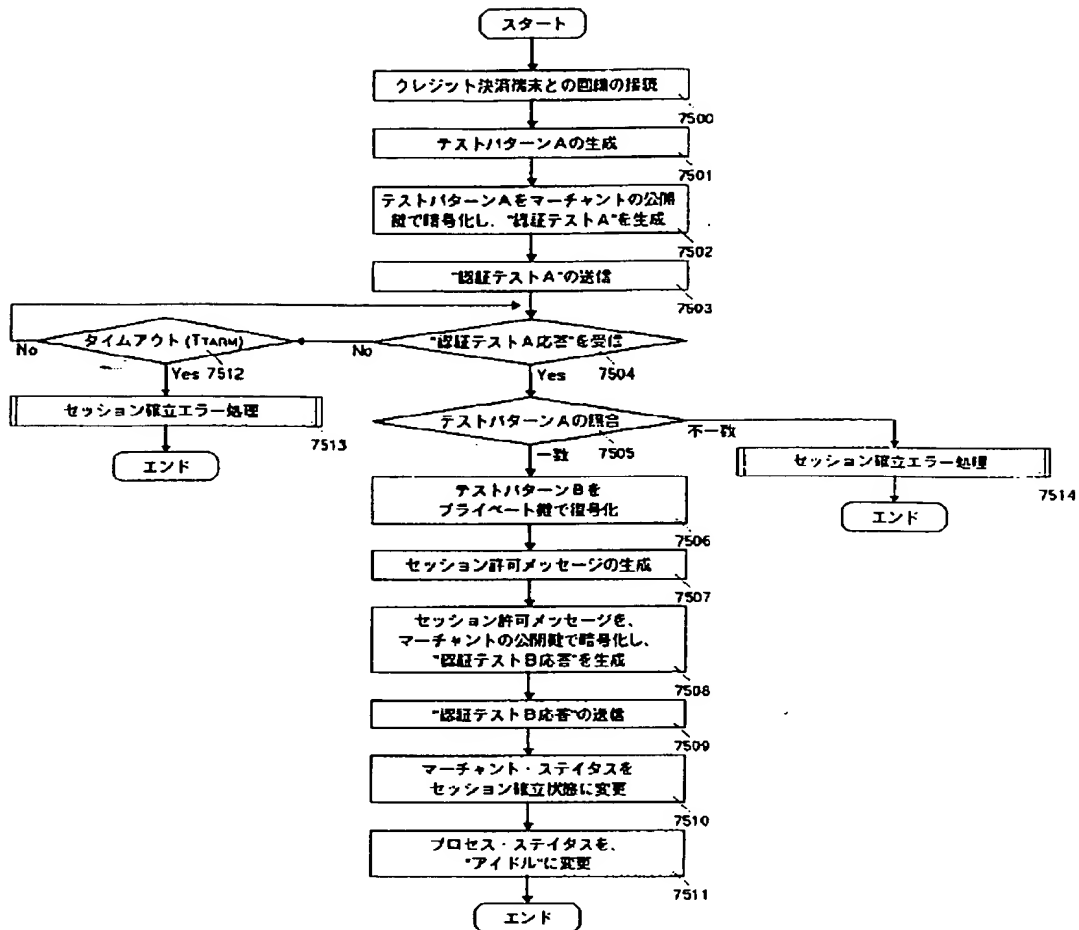 スタート
クレジット決済端末との回線の接続
7500
テストパターンAの生成
7501
テストパターンAをマーチャントの公開
鍵で暗号化し、"認証テストA"を生成
7502
"認証テストA"の送信
7503
タイムアウト(TTARM)
No
Yes 7512
"認証テストA応答"を受信
No
Yes
7504
セッション確立エラー処理
7513
エンド
テストパターンAの照合
不一致
一致
7505
セッション確立エラー処理
7514
エンド
テストパターンBを
プライベート鍵で復号化
7506
セッション許可メッセージの生成
7507
セッション許可メッセージを、
マーチャントの公開鍵で暗号化し、
"認証テストB応答"を生成
7508
"認証テストB応答"の送信
7509
マーチャント・ステイタスを
セッション確立状態に変更
7510
プロセス・ステイタスを、
"アイドル"に変更
7511
エンド